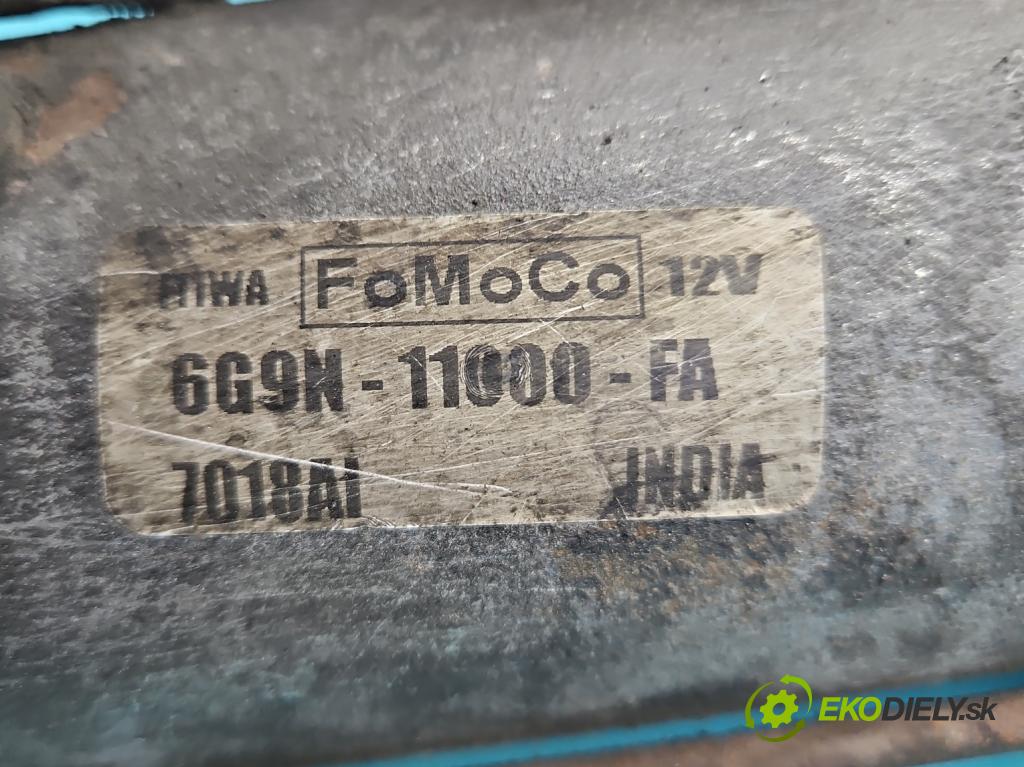 FoMoCo 12V
6G9N-11000-FA
7018A1 INDIA
EKODIELY.sk